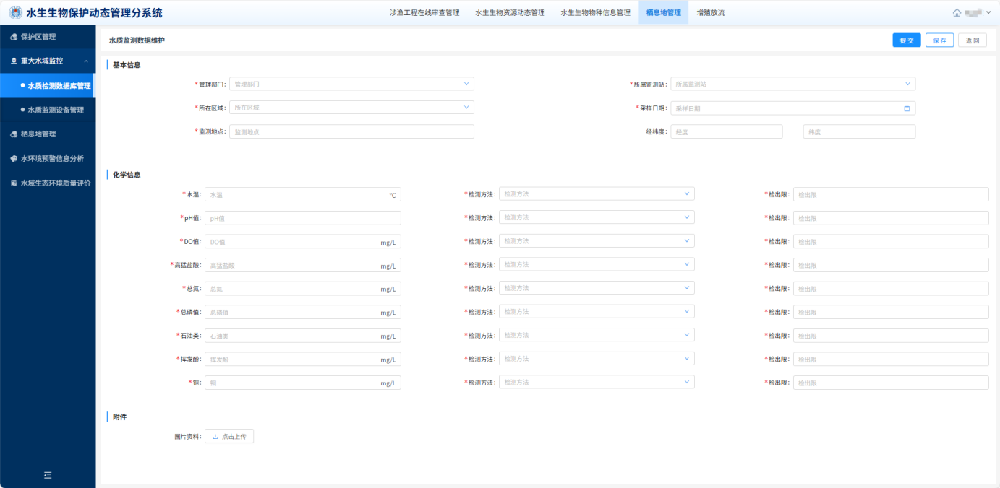 水生生物保护动态管理分系统
涉渔工程在线审查管理 水生生物资源动态管理 水生生物物种信息管理 栖息地管理 增殖放流
保护区管理
重大水域监控
水质检测数据库管理
水质监测设备管理
栖息地管理
水环境预警信息分析
水域生态环境质量评价
水质监测数据维护 提交 保存 返回
基本信息
*管理部门: 管理部门 *所属监测站: 所属监测站
*所在区域: 所在区域 *采样日期: 采样日期
*监测地点: 监测地点 经纬度: 经度 纬度
化学信息
*水温: 水温 ℃ *检测方法: 检测方法 *检出限: 检出限
*pH值: pH值 *检测方法: 检测方法 *检出限: 检出限
*DO值: DO值 mg/L *检测方法: 检测方法 *检出限: 检出限
*高锰盐酸: 高锰盐酸 mg/L *检测方法: 检测方法 *检出限: 检出限
*总氮: 总氮 mg/L *检测方法: 检测方法 *检出限: 检出限
*总磷值: 总磷值 mg/L *检测方法: 检测方法 *检出限: 检出限
*石油类: 石油类 mg/L *检测方法: 检测方法 *检出限: 检出限
*挥发酚: 挥发酚 mg/L *检测方法: 检测方法 *检出限: 检出限
*铜: 铜 mg/L *检测方法: 检测方法 *检出限: 检出限
附件
图片资料: 点击上传